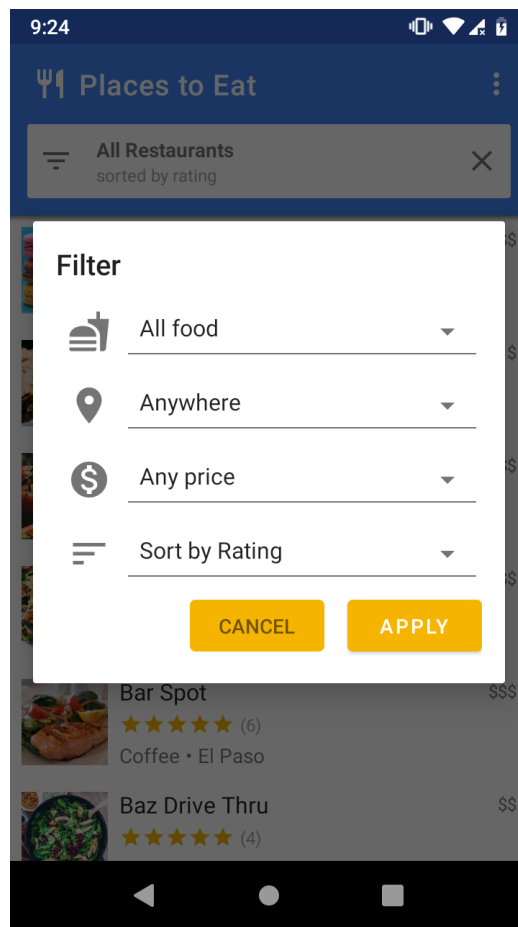 9:24
Places to Eat
All Restaurants
sorted by rating
Filter
All food
Anywhere
Any price
Sort by Rating
CANCEL
APPLY
Bar Spot
$$$
(6)
Coffee • El Paso
Baz Drive Thru
$$
(4)